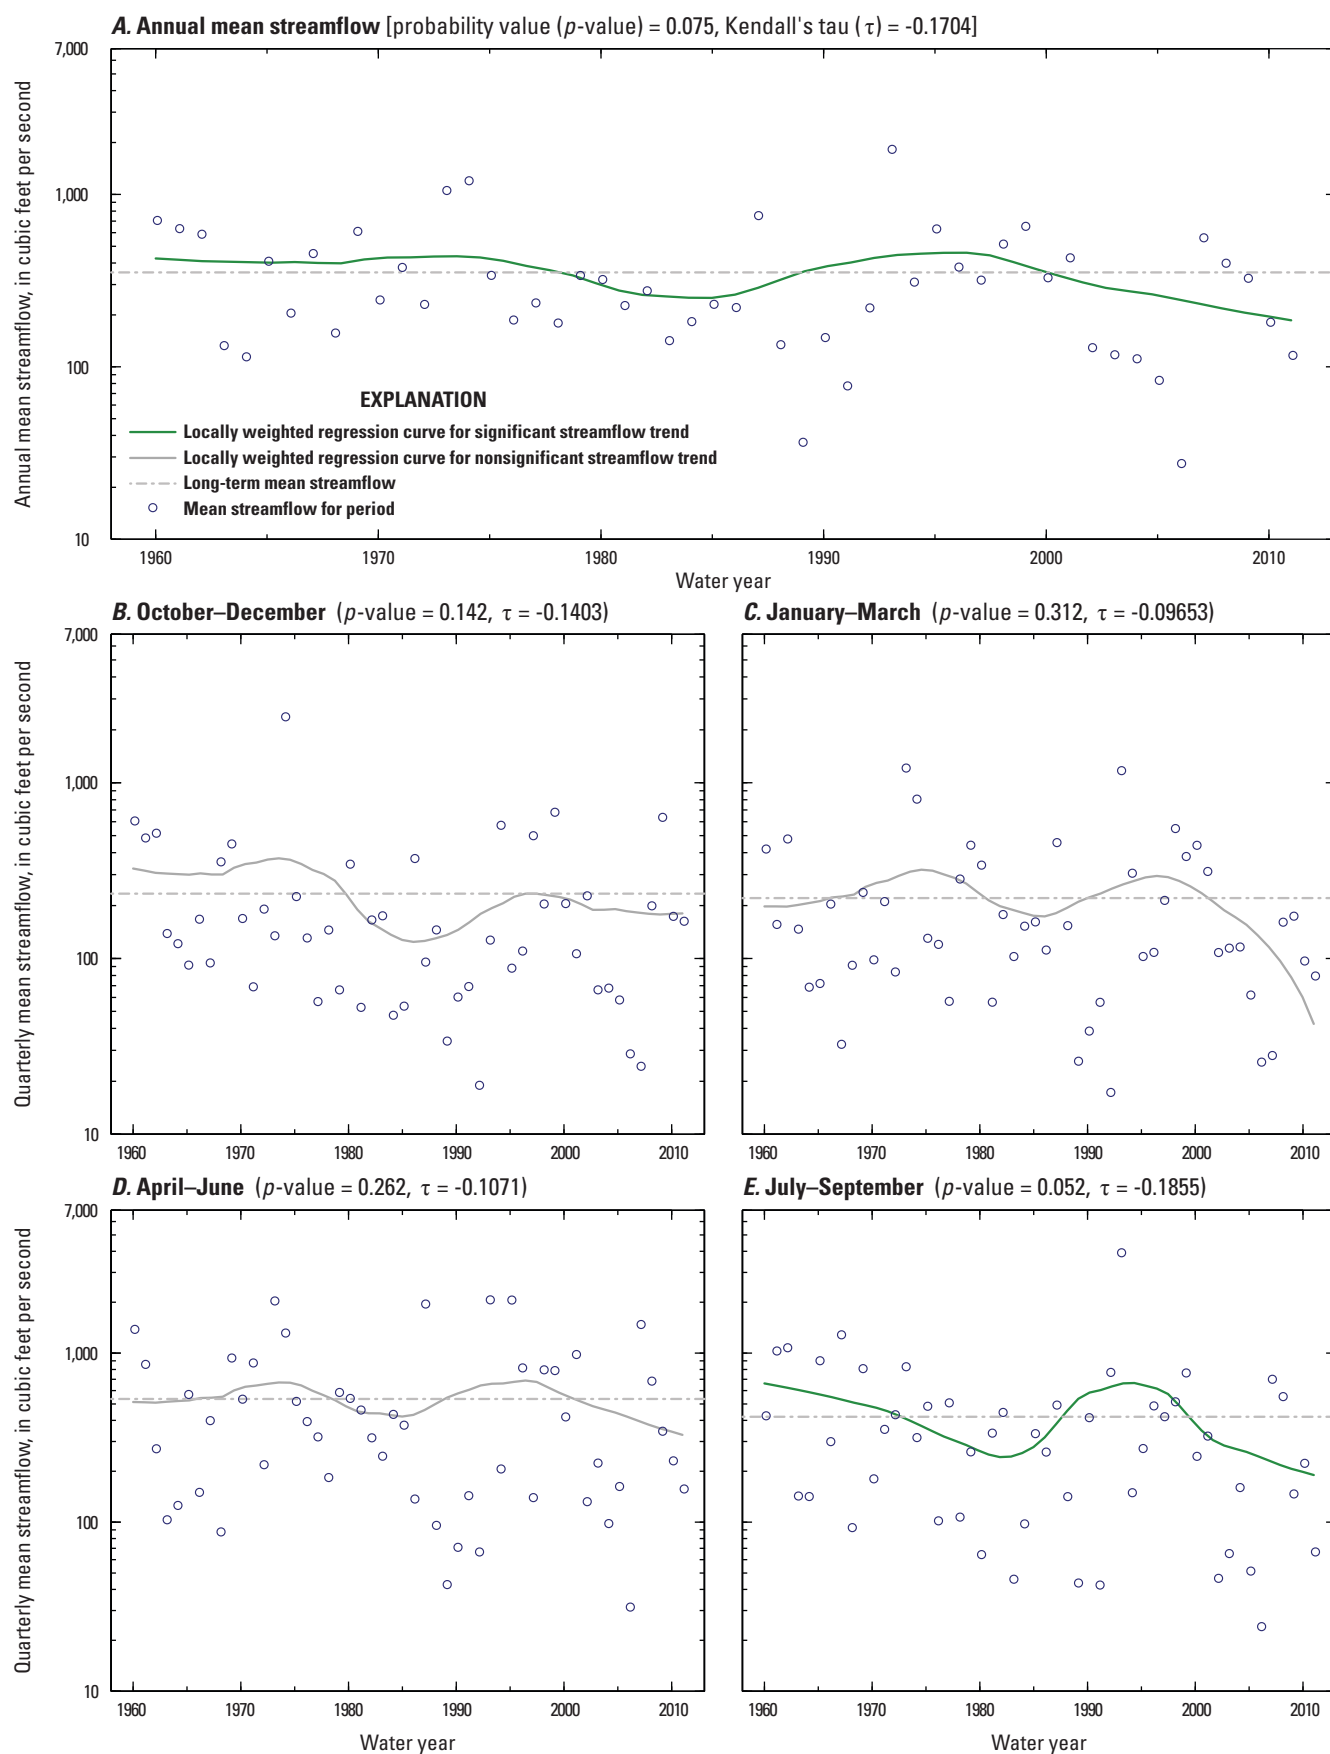 A. Annual mean streamflow [probability value (p-value) = 0.075, Kendall's tau (τ) = -0.1704]
Annual mean streamflow, in cubic feet per second
7,000
1,000
100
10
EXPLANATION
Locally weighted regression curve for significant streamflow trend
Locally weighted regression curve for nonsignificant streamflow trend
Long-term mean streamflow
Mean streamflow for period
1960 1970 1980 1990 2000 2010
Water year
B. October–December (p-value = 0.142, τ = -0.1403)
Quarterly mean streamflow, in cubic feet per second
7,000
1,000
100
10
1960 1970 1980 1990 2000 2010
C. January–March (p-value = 0.312, τ = -0.09653)
1960 1970 1980 1990 2000 2010
D. April–June (p-value = 0.262, τ = -0.1071)
Quarterly mean streamflow, in cubic feet per second
7,000
1,000
100
10
1960 1970 1980 1990 2000 2010
Water year
E. July–September (p-value = 0.052, τ = -0.1855)
1960 1970 1980 1990 2000 2010
Water year